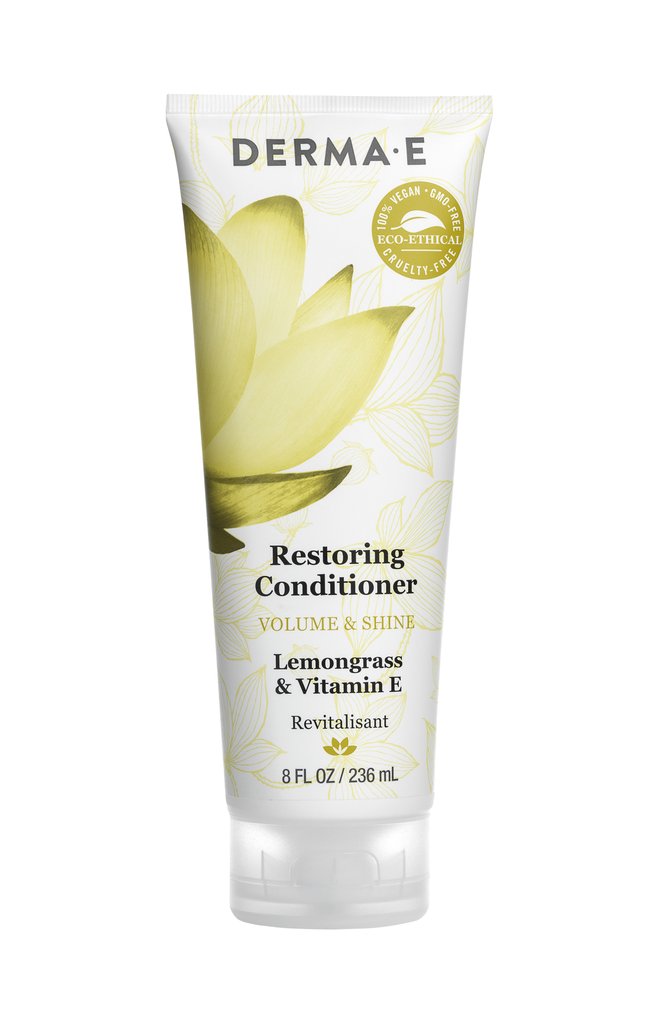 DERMA·E
100% VEGAN · GMO-FREE
ECO-ETHICAL
CRUELTY-FREE
Restoring
Conditioner
VOLUME & SHINE
Lemongrass
& Vitamin E
Revitalisant
8 FL OZ / 236 mL